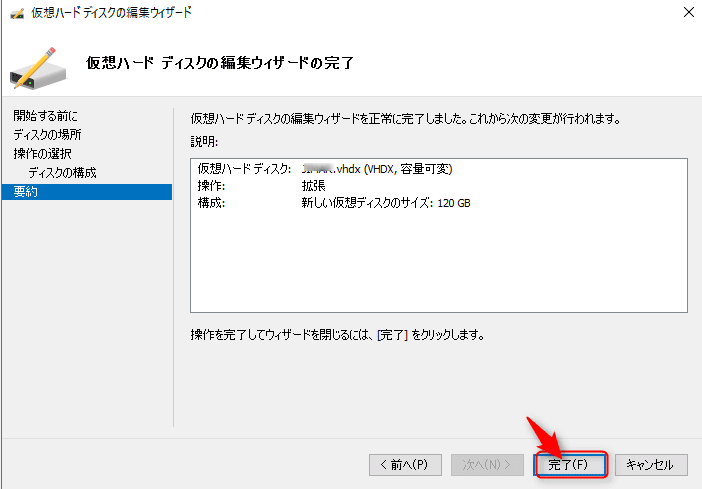 仮想ハード ディスクの編集ウィザード
仮想ハード ディスクの編集ウィザードの完了
開始する前に
ディスクの場所
操作の選択
ディスクの構成
要約
仮想ハード ディスクの編集ウィザードを正常に完了しました。これから次の変更が行われます。
説明:
仮想ハード ディスク: .vhdx (VHDX, 容量可変)
操作: 拡張
構成: 新しい仮想ディスクのサイズ: 120 GB
操作を完了してウィザードを閉じるには、[完了] をクリックします。
< 前へ(P) 次へ(N) > 完了(F) キャンセル